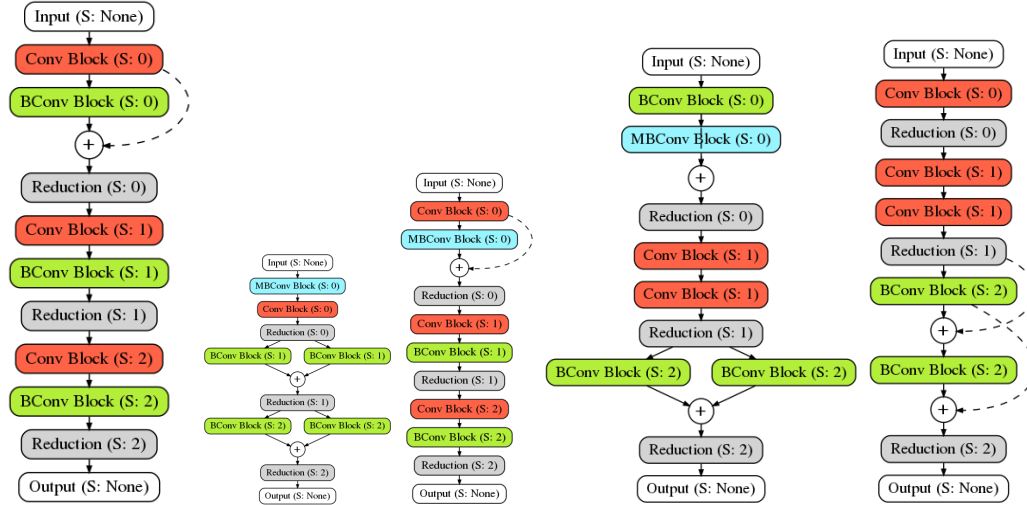 Input (S: None)
Conv Block (S: 0)
BConv Block (S: 0)
+
Reduction (S: 0)
Conv Block (S: 1)
BConv Block (S: 1)
Reduction (S: 1)
Conv Block (S: 2)
BConv Block (S: 2)
Reduction (S: 2)
Output (S: None)
Input (S: None)
MBConv Block (S: 0)
Conv Block (S: 0)
Reduction (S: 0)
BConv Block (S: 1) BConv Block (S: 1)
+
Reduction (S: 1)
BConv Block (S: 2) BConv Block (S: 2)
+
Reduction (S: 2)
Output (S: None)
Input (S: None)
Conv Block (S: 0)
MBConv Block (S: 0)
+
Reduction (S: 0)
Conv Block (S: 1)
BConv Block (S: 1)
Reduction (S: 1)
Conv Block (S: 2)
BConv Block (S: 2)
Reduction (S: 2)
Output (S: None)
Input (S: None)
BConv Block (S: 0)
MBConv Block (S: 0)
+
Reduction (S: 0)
Conv Block (S: 1)
Conv Block (S: 1)
Reduction (S: 1)
BConv Block (S: 2) BConv Block (S: 2)
+
Reduction (S: 2)
Output (S: None)
Input (S: None)
Conv Block (S: 0)
Reduction (S: 0)
Conv Block (S: 1)
Conv Block (S: 1)
Reduction (S: 1)
BConv Block (S: 2)
+
BConv Block (S: 2)
+
Reduction (S: 2)
Output (S: None)